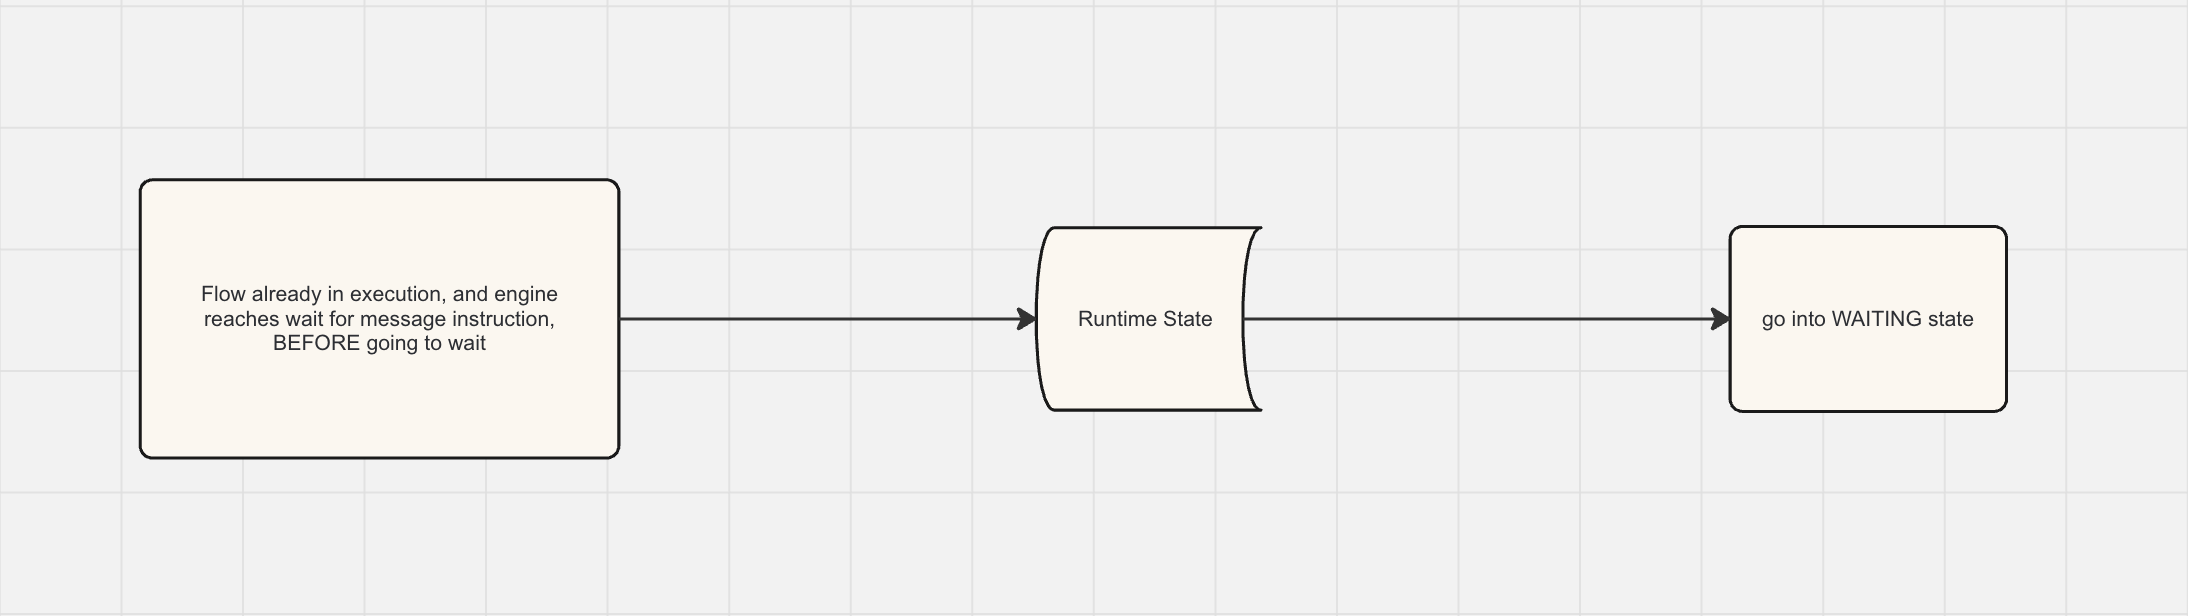 Flow already in execution, and engine
reaches wait for message instruction,
BEFORE going to wait
Runtime State
go into WAITING state